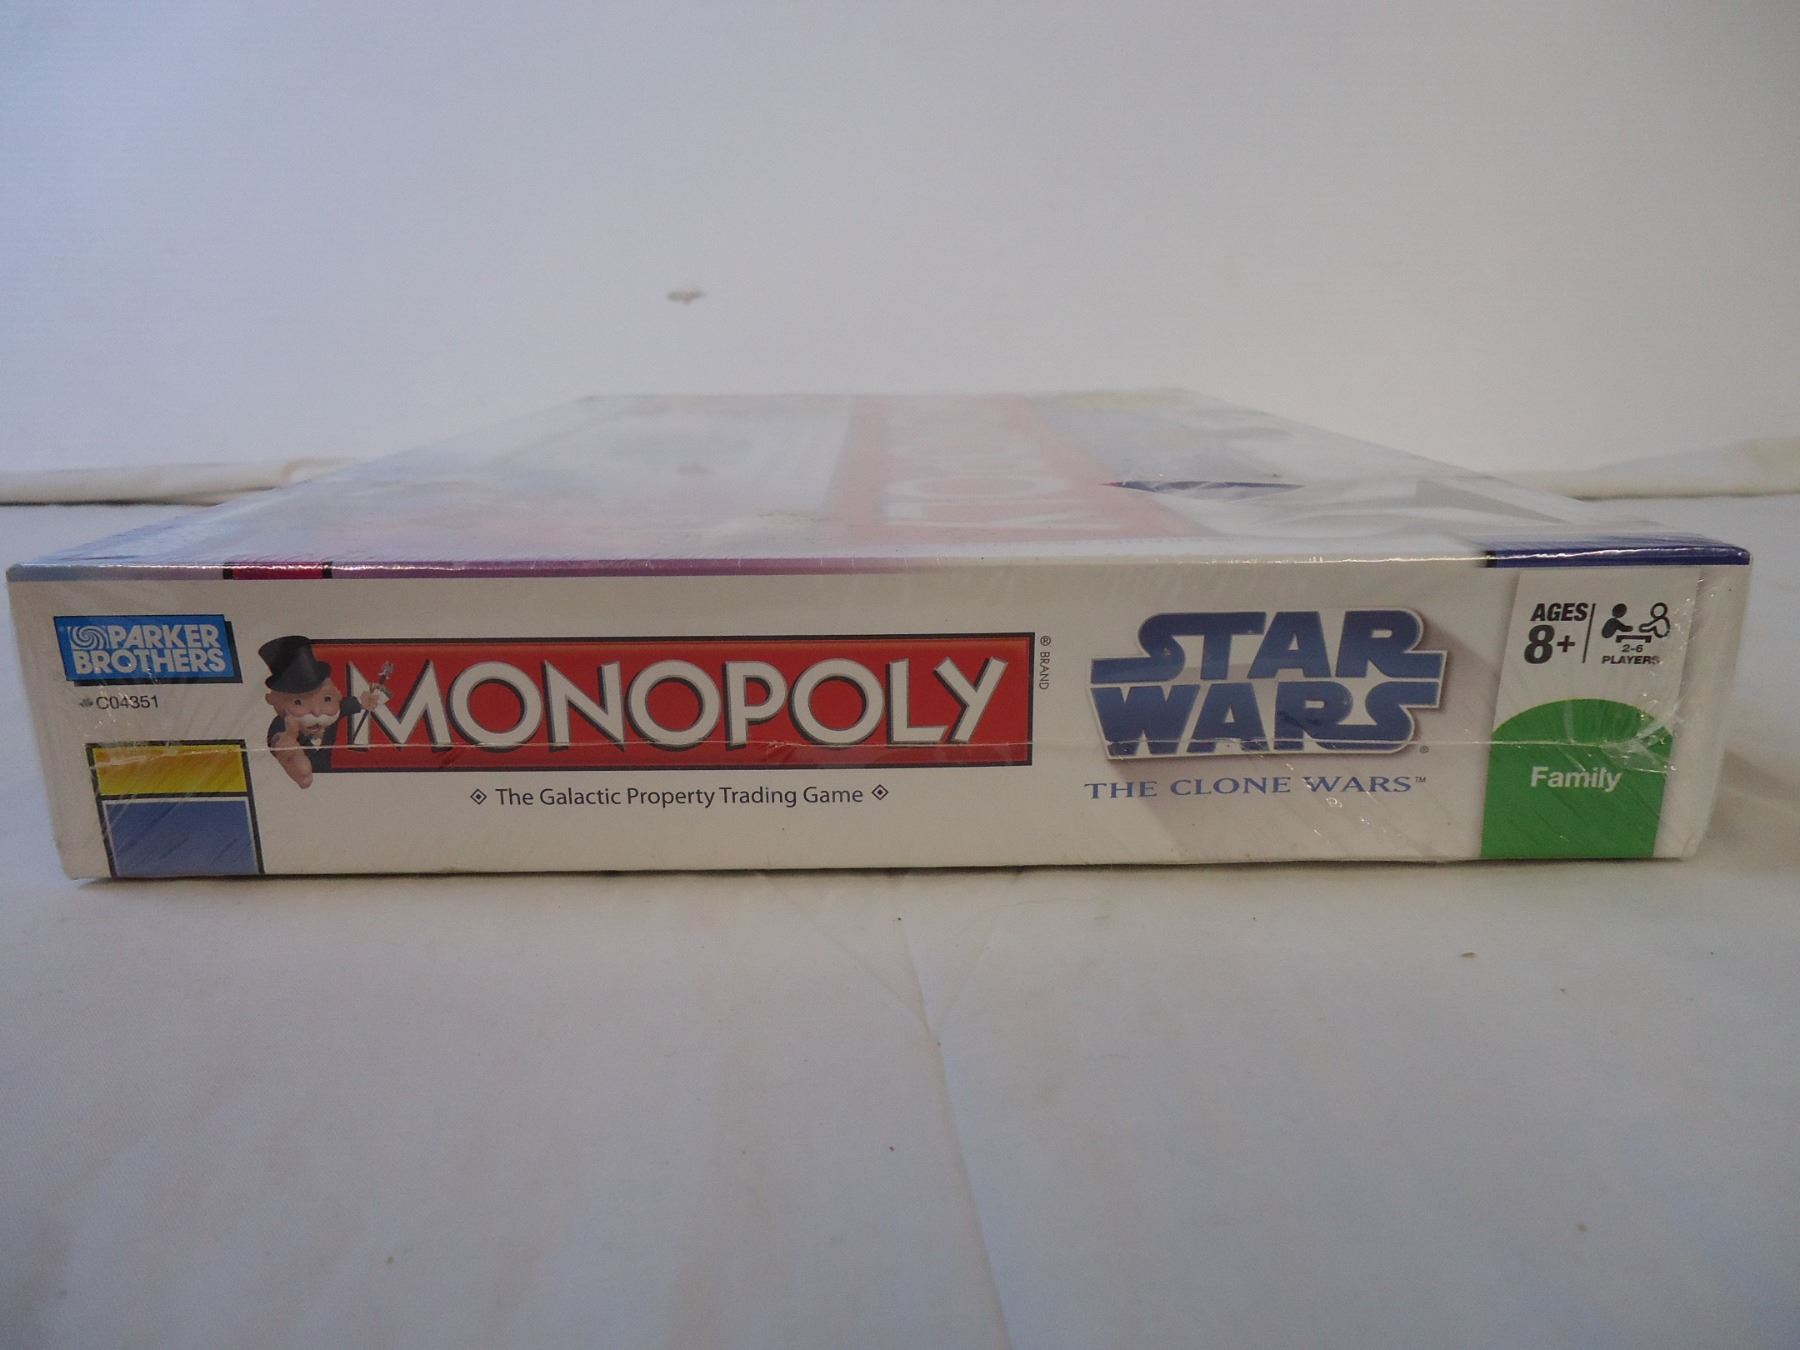 PARKER
BROTHERS
C04351
MONOPOLY
® BRAND
The Galactic Property Trading Game
STAR
WARS®
THE CLONE WARS™
AGES
8+
2-6
PLAYERS
Family